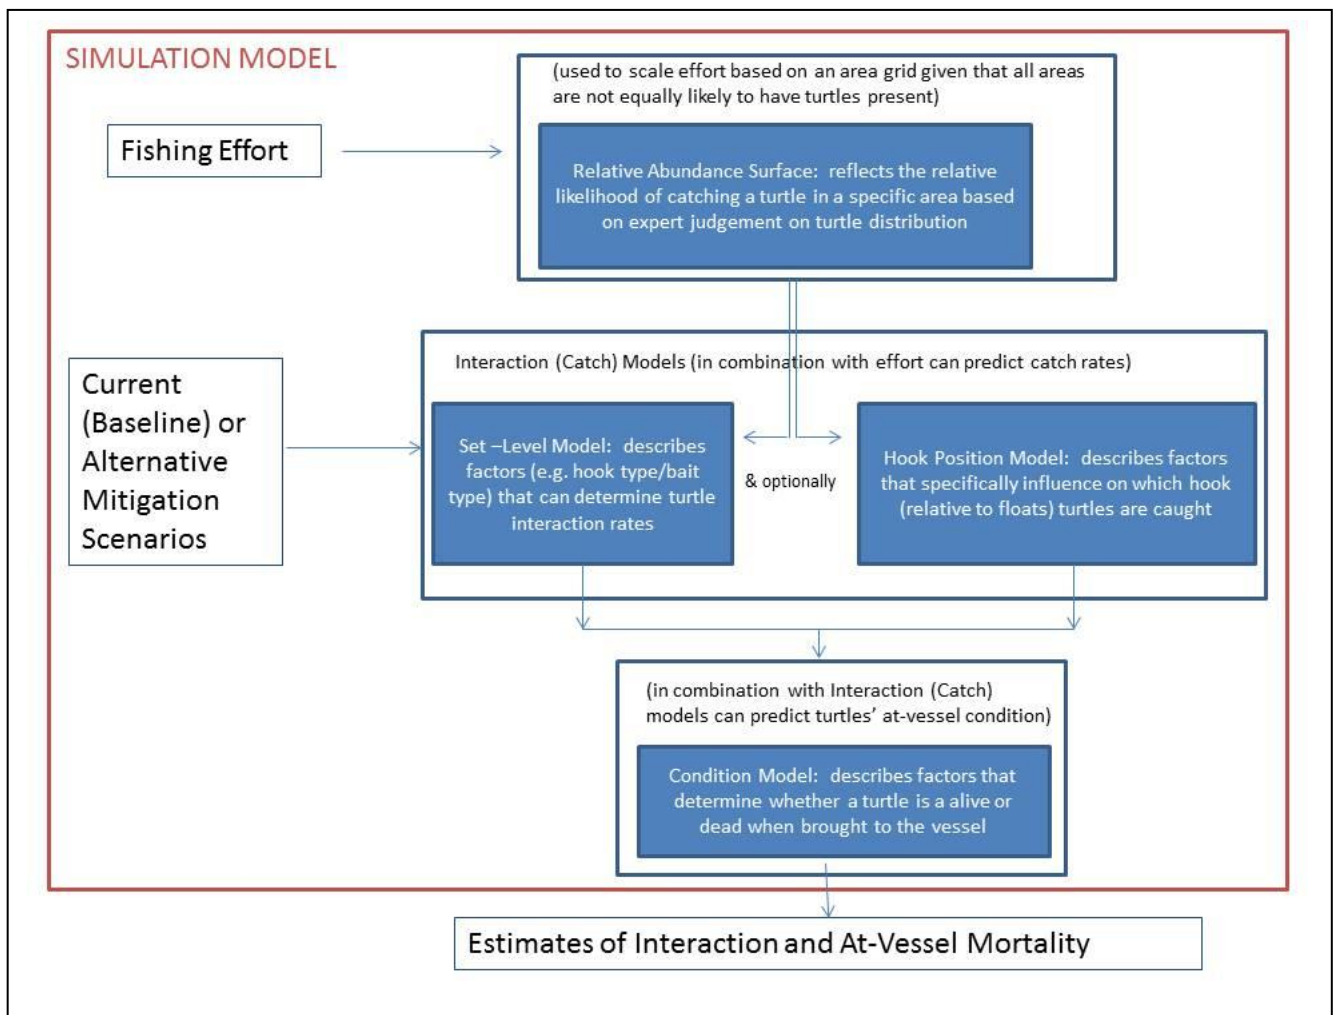 SIMULATION MODEL
(used to scale effort based on an area grid given that all areas
are not equally likely to have turtles present)
Fishing Effort
Relative Abundance Surface: reflects the relative
likelihood of catching a turtle in a specific area based
on expert judgement on turtle distribution
Current
(Baseline) or
Alternative
Mitigation
Scenarios
Interaction (Catch) Models (in combination with effort can predict catch rates)
Set –Level Model: describes
factors (e.g. hook type/bait
type) that can determine turtle
interaction rates
& optionally
Hook Position Model: describes factors
that specifically influence on which hook
(relative to floats) turtles are caught
(in combination with Interaction (Catch)
models can predict turtles' at-vessel condition)
Condition Model: describes factors that
determine whether a turtle is a alive or
dead when brought to the vessel
Estimates of Interaction and At-Vessel Mortality